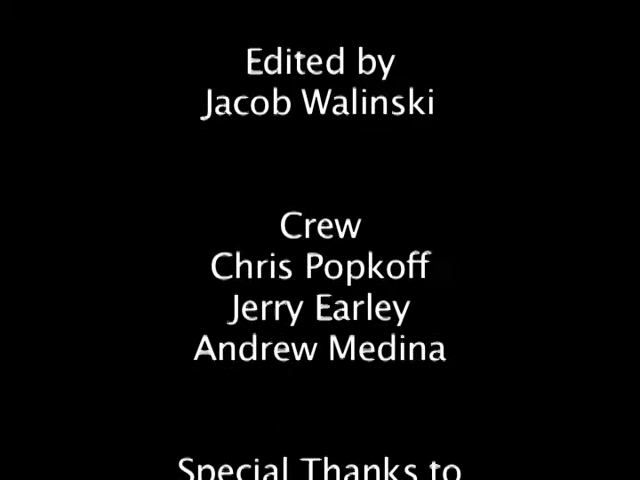 Edited by
Jacob Walinski
Crew
Chris Popkoff
Jerry Earley
Andrew Medina
Special Thanks to